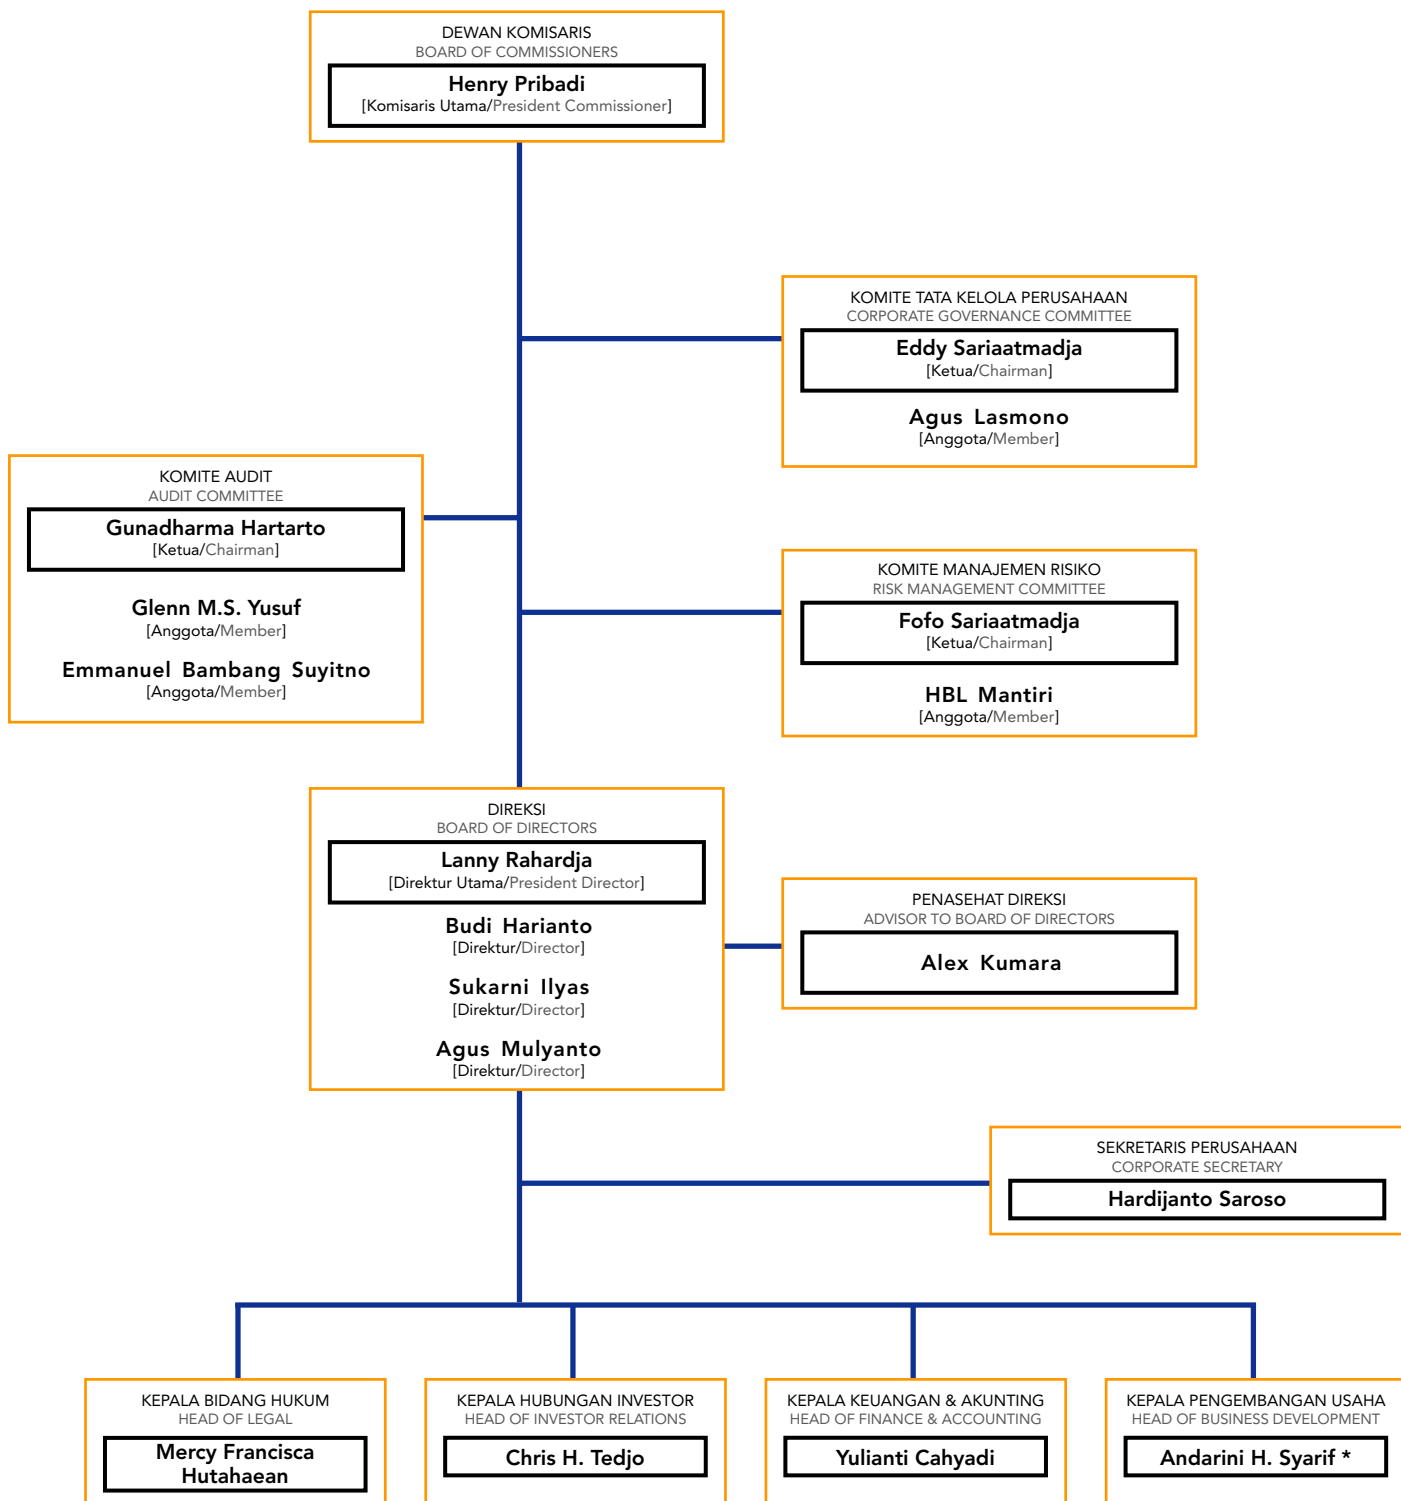 DEWAN KOMISARIS
BOARD OF COMMISSIONERS
Henry Pribadi
[Komisaris Utama/President Commissioner]
KOMITE TATA KELOLA PERUSAHAAN
CORPORATE GOVERNANCE COMMITTEE
Eddy Sariaatmadja
[Ketua/Chairman]
Agus Lasmono
[Anggota/Member]
KOMITE AUDIT
AUDIT COMMITTEE
Gunadharma Hartarto
[Ketua/Chairman]
Glenn M.S. Yusuf
[Anggota/Member]
Emmanuel Bambang Suyitno
[Anggota/Member]
KOMITE MANAJEMEN RISIKO
RISK MANAGEMENT COMMITTEE
Fofo Sariaatmadja
[Ketua/Chairman]
HBL Mantiri
[Anggota/Member]
DIREKSI
BOARD OF DIRECTORS
Lanny Rahardja
[Direktur Utama/President Director]
Budi Harianto
[Direktur/Director]
Sukarni Ilyas
[Direktur/Director]
Agus Mulyanto
[Direktur/Director]
PENASEHAT DIREKSI
ADVISOR TO BOARD OF DIRECTORS
Alex Kumara
SEKRETARIS PERUSAHAAN
CORPORATE SECRETARY
Hardijanto Saroso
KEPALA BIDANG HUKUM
HEAD OF LEGAL
Mercy Francisca
Hutahaean
KEPALA HUBUNGAN INVESTOR
HEAD OF INVESTOR RELATIONS
Chris H. Tedjo
KEPALA KEUANGAN & AKUNTING
HEAD OF FINANCE & ACCOUNTING
Yulianti Cahyadi
KEPALA PENGEMBANGAN USAHA
HEAD OF BUSINESS DEVELOPMENT
Andarini H. Syarif *